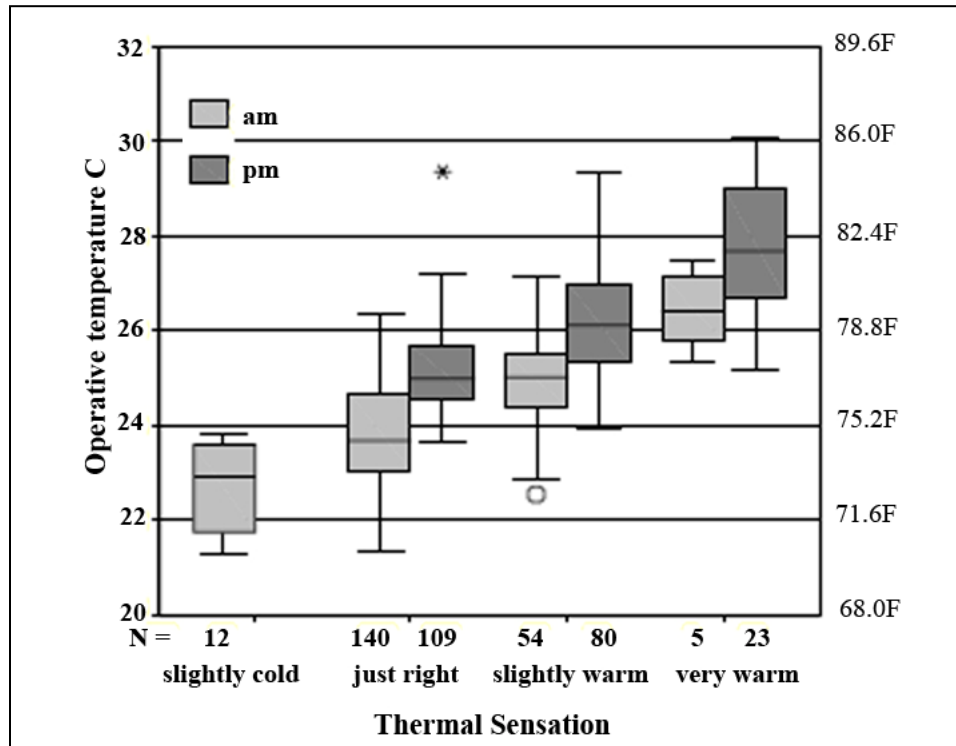 Operative temperature C
32
30
28
26
24
22
20
am
pm
89.6F
86.0F
82.4F
78.8F
75.2F
71.6F
68.0F
N = 12 140 109 54 80 5 23
slightly cold just right slightly warm very warm
Thermal Sensation